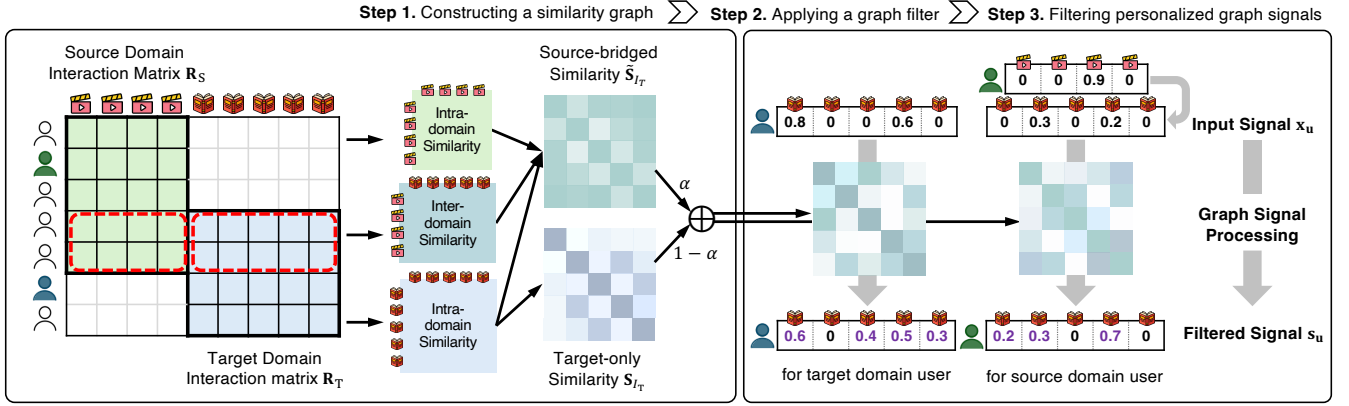 Step 1. Constructing a similarity graph Step 2. Applying a graph filter Step 3. Filtering personalized graph signals
Source Domain
Interaction Matrix R_S
Target Domain
Interaction matrix R_T
Intra-
domain
Similarity
Inter-
domain
Similarity
Intra-
domain
Similarity
Source-bridged
Similarity S̃_{I_T}
Target-only
Similarity S_{I_T}
α
1 − α
0 0 0.9 0
0.8 0 0 0.6 0
0 0.3 0 0.2 0
Input Signal x_u
Graph Signal
Processing
0.6 0 0.4 0.5 0.3
0.2 0.3 0 0.7 0
Filtered Signal s_u
for target domain user
for source domain user